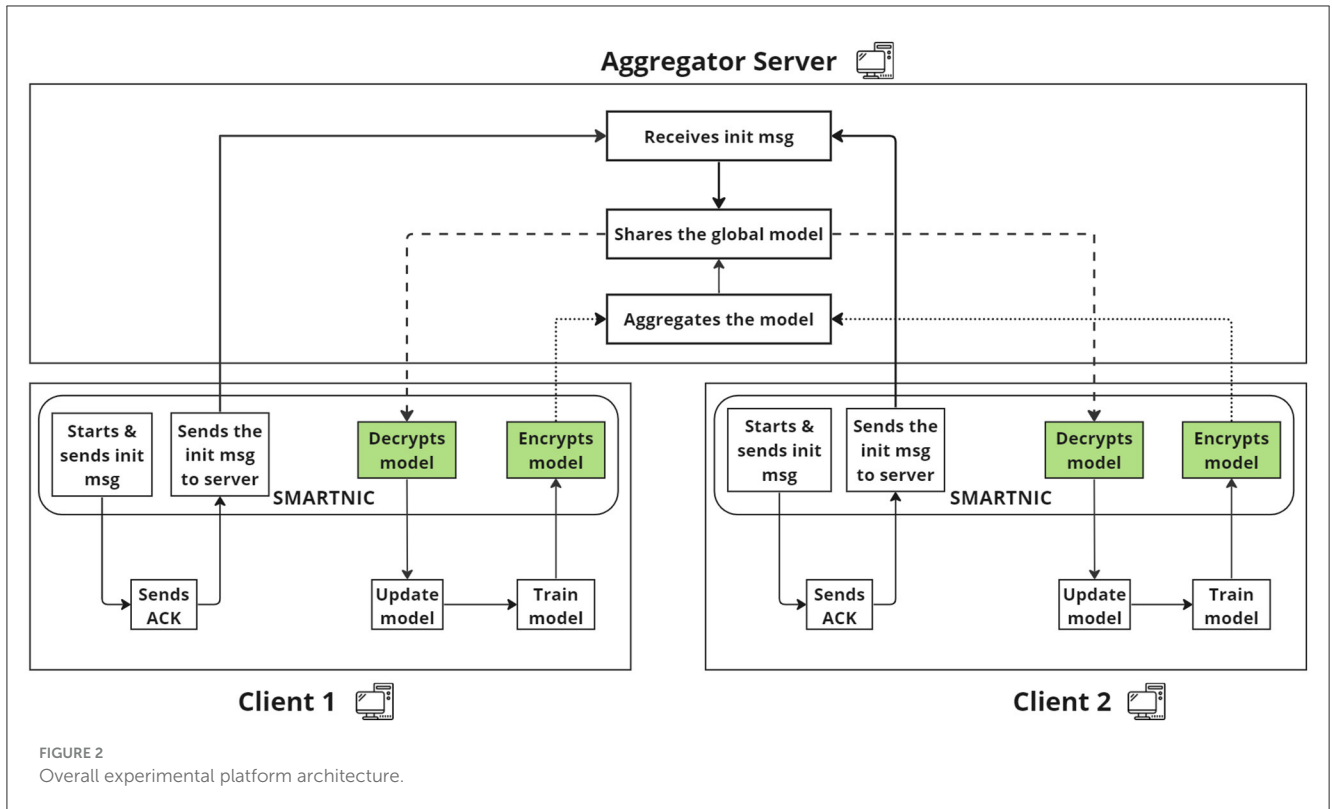 Aggregator Server
Receives init msg
Shares the global model
Aggregates the model
Starts &
sends init
msg
Sends the
init msg
to server
Decrypts
model
Encrypts
model
SMARTNIC
Sends
ACK
Update
model
Train
model
Client 1
Starts &
sends init
msg
Sends the
init msg
to server
Decrypts
model
Encrypts
model
SMARTNIC
Sends
ACK
Update
model
Train
model
Client 2
FIGURE 2
Overall experimental platform architecture.